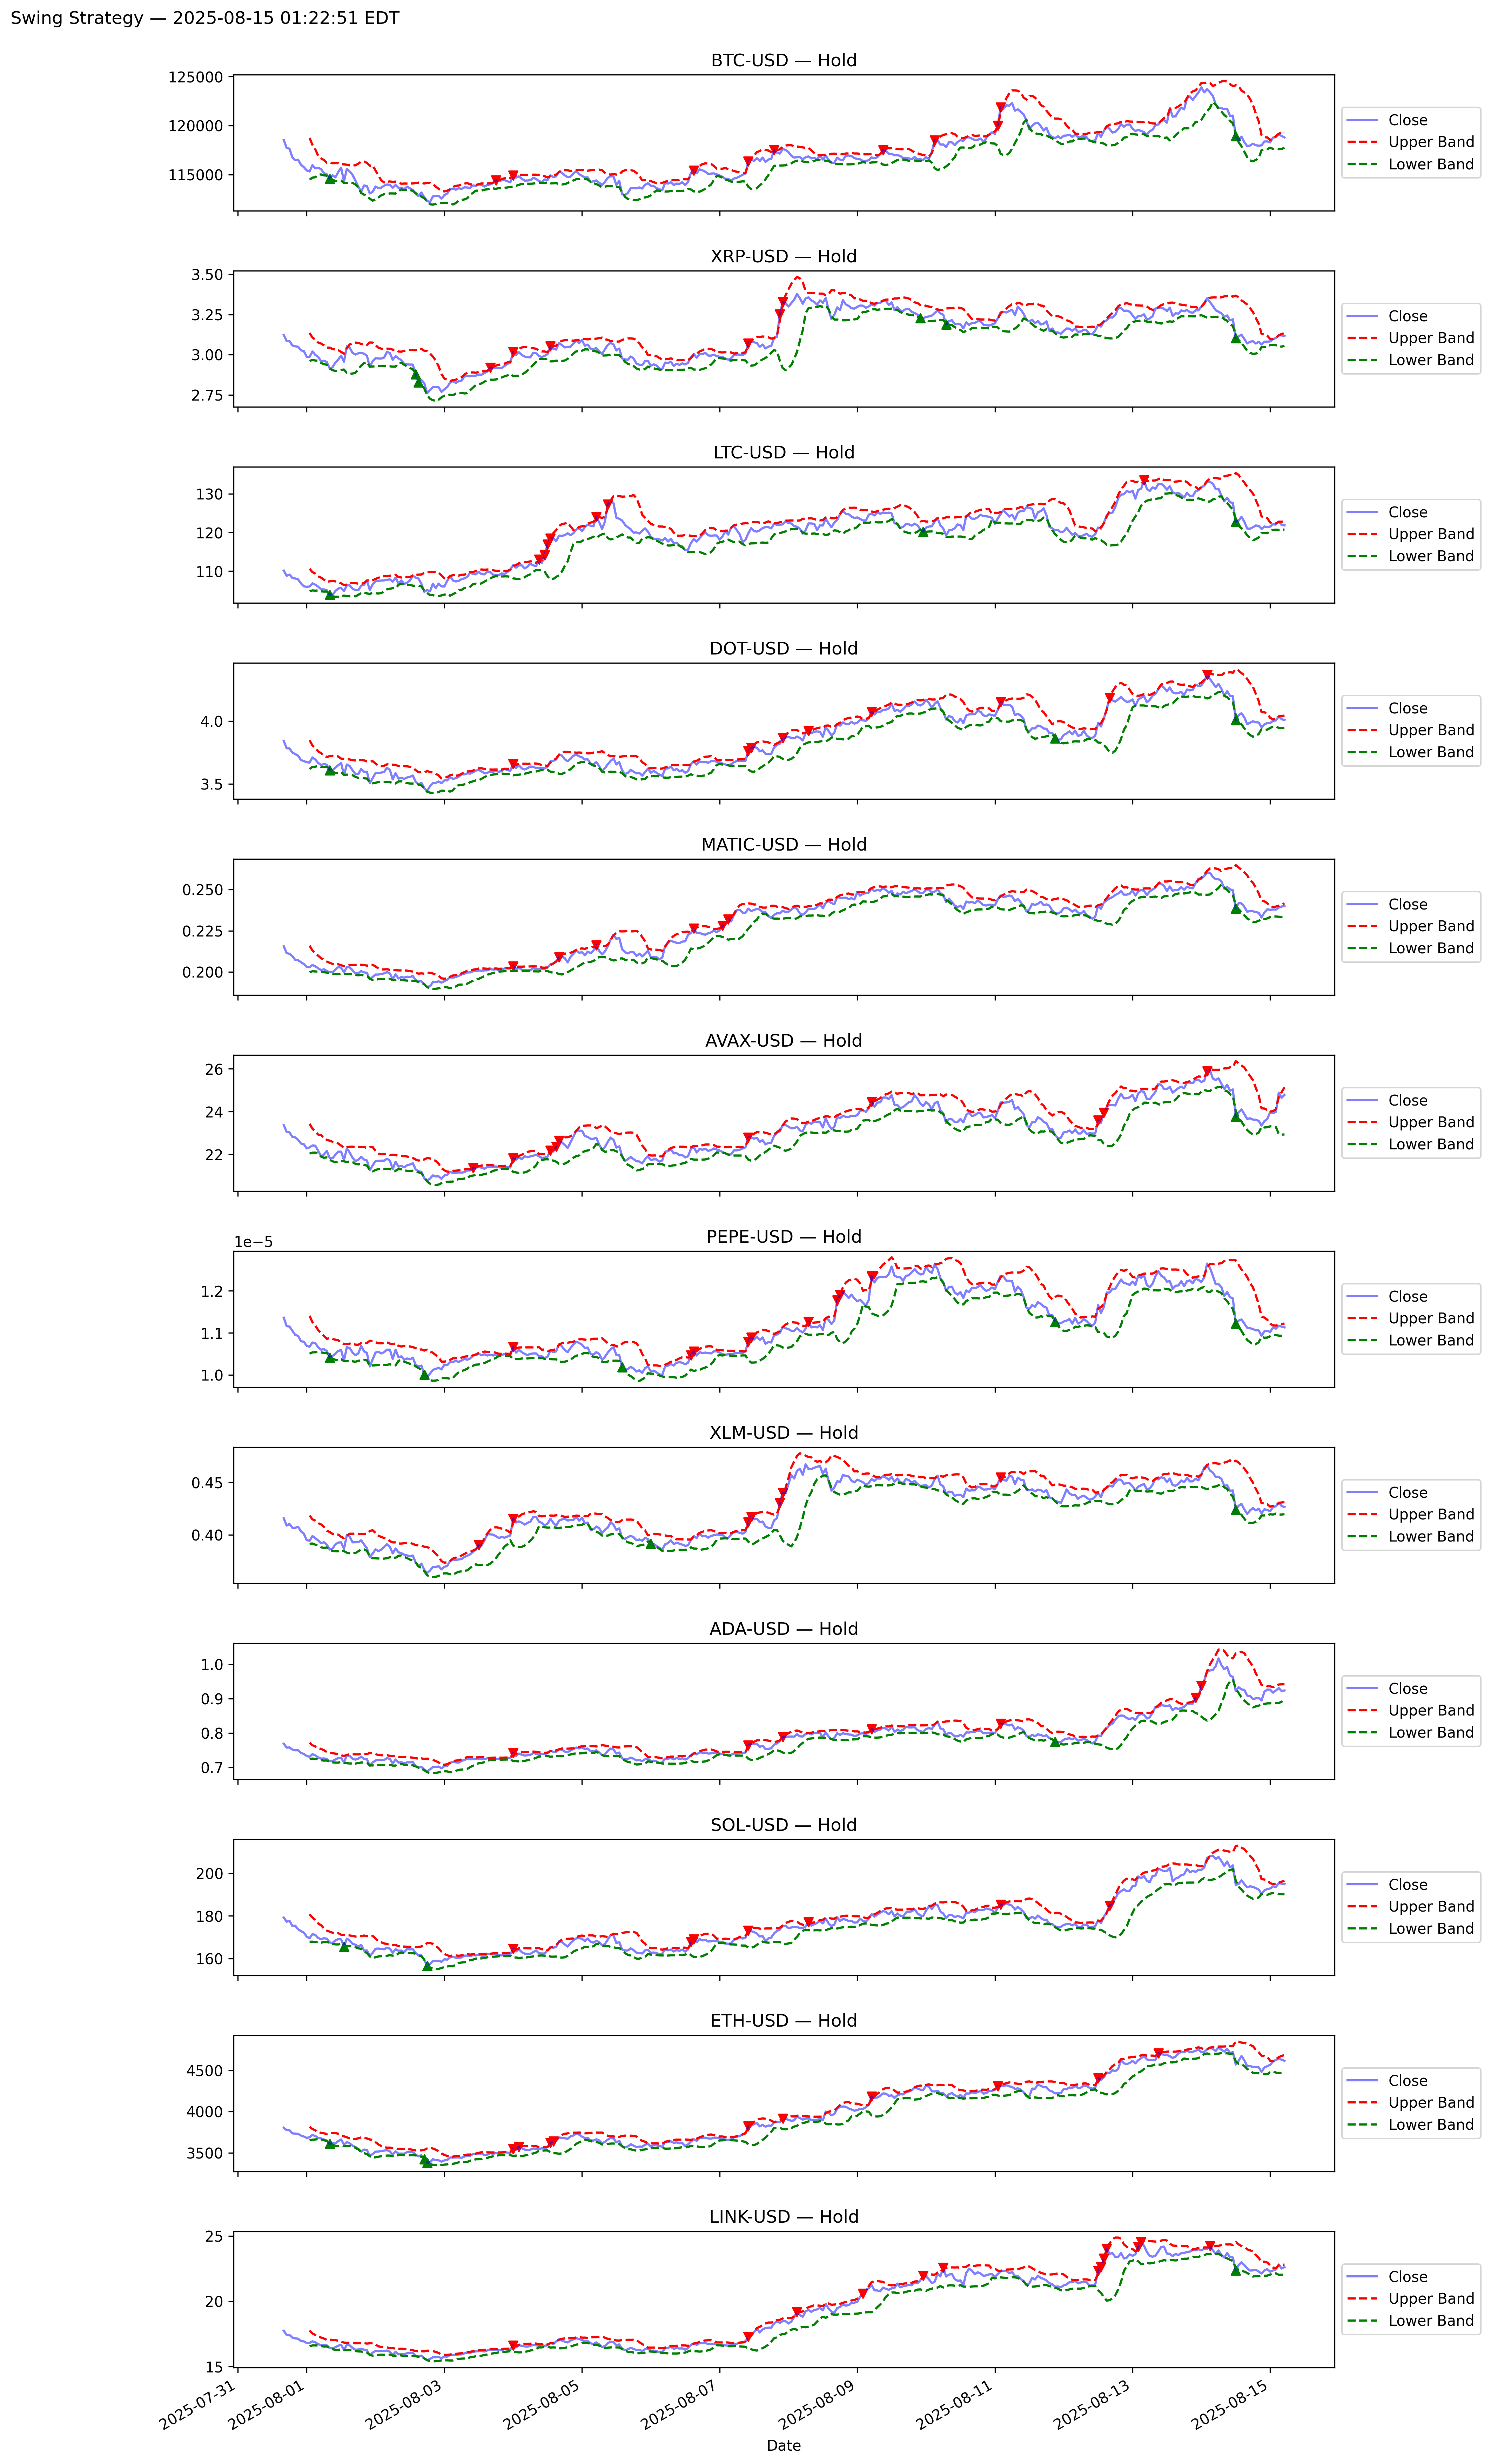 Swing Strategy — 2025-08-15 01:22:51 EDT
BTC-USD — Hold
125000
120000
115000
Close
Upper Band
Lower Band
XRP-USD — Hold
3.50
3.25
3.00
2.75
Close
Upper Band
Lower Band
LTC-USD — Hold
130
120
110
Close
Upper Band
Lower Band
DOT-USD — Hold
4.0
3.5
Close
Upper Band
Lower Band
MATIC-USD — Hold
0.250
0.225
0.200
Close
Upper Band
Lower Band
AVAX-USD — Hold
26
24
22
Close
Upper Band
Lower Band
PEPE-USD — Hold
1e−5
1.2
1.1
1.0
Close
Upper Band
Lower Band
XLM-USD — Hold
0.45
0.40
Close
Upper Band
Lower Band
ADA-USD — Hold
1.0
0.9
0.8
0.7
Close
Upper Band
Lower Band
SOL-USD — Hold
200
180
160
Close
Upper Band
Lower Band
ETH-USD — Hold
4500
4000
3500
Close
Upper Band
Lower Band
LINK-USD — Hold
25
20
15
Close
Upper Band
Lower Band
2025-07-31
2025-08-01
2025-08-03
2025-08-05
2025-08-07
2025-08-09
2025-08-11
2025-08-13
2025-08-15
Date